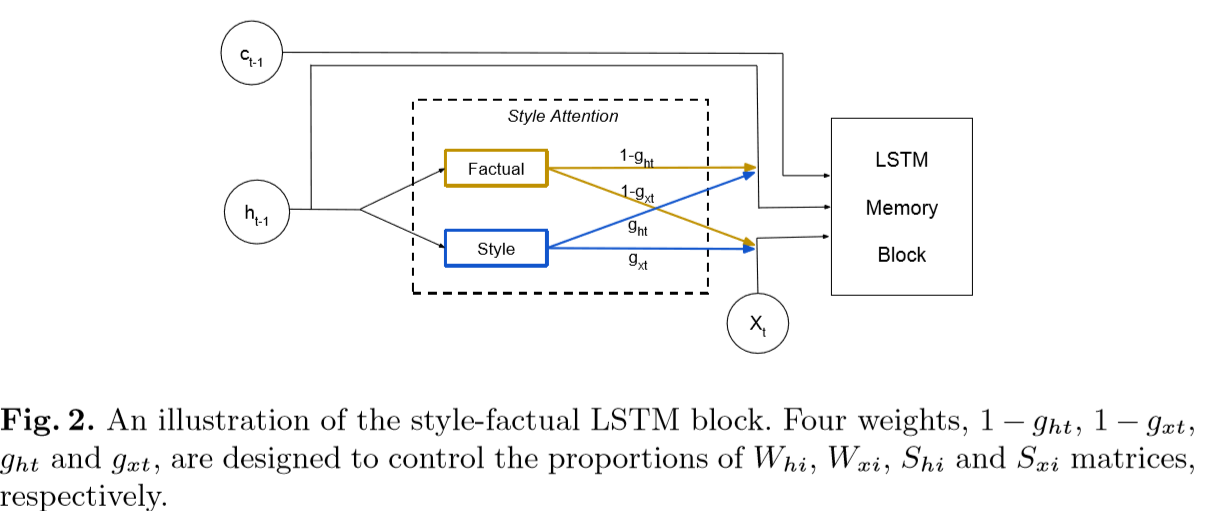 c_{t-1}
Style Attention
Factual
1-g_{ht}
1-g_{xt}
LSTM
Memory
Block
h_{t-1}
Style
g_{ht}
g_{xt}
X_t
Fig. 2. An illustration of the style-factual LSTM block. Four weights, 1 − g_{ht}, 1 − g_{xt},
g_{ht} and g_{xt}, are designed to control the proportions of W_{hi}, W_{xi}, S_{hi} and S_{xi} matrices,
respectively.